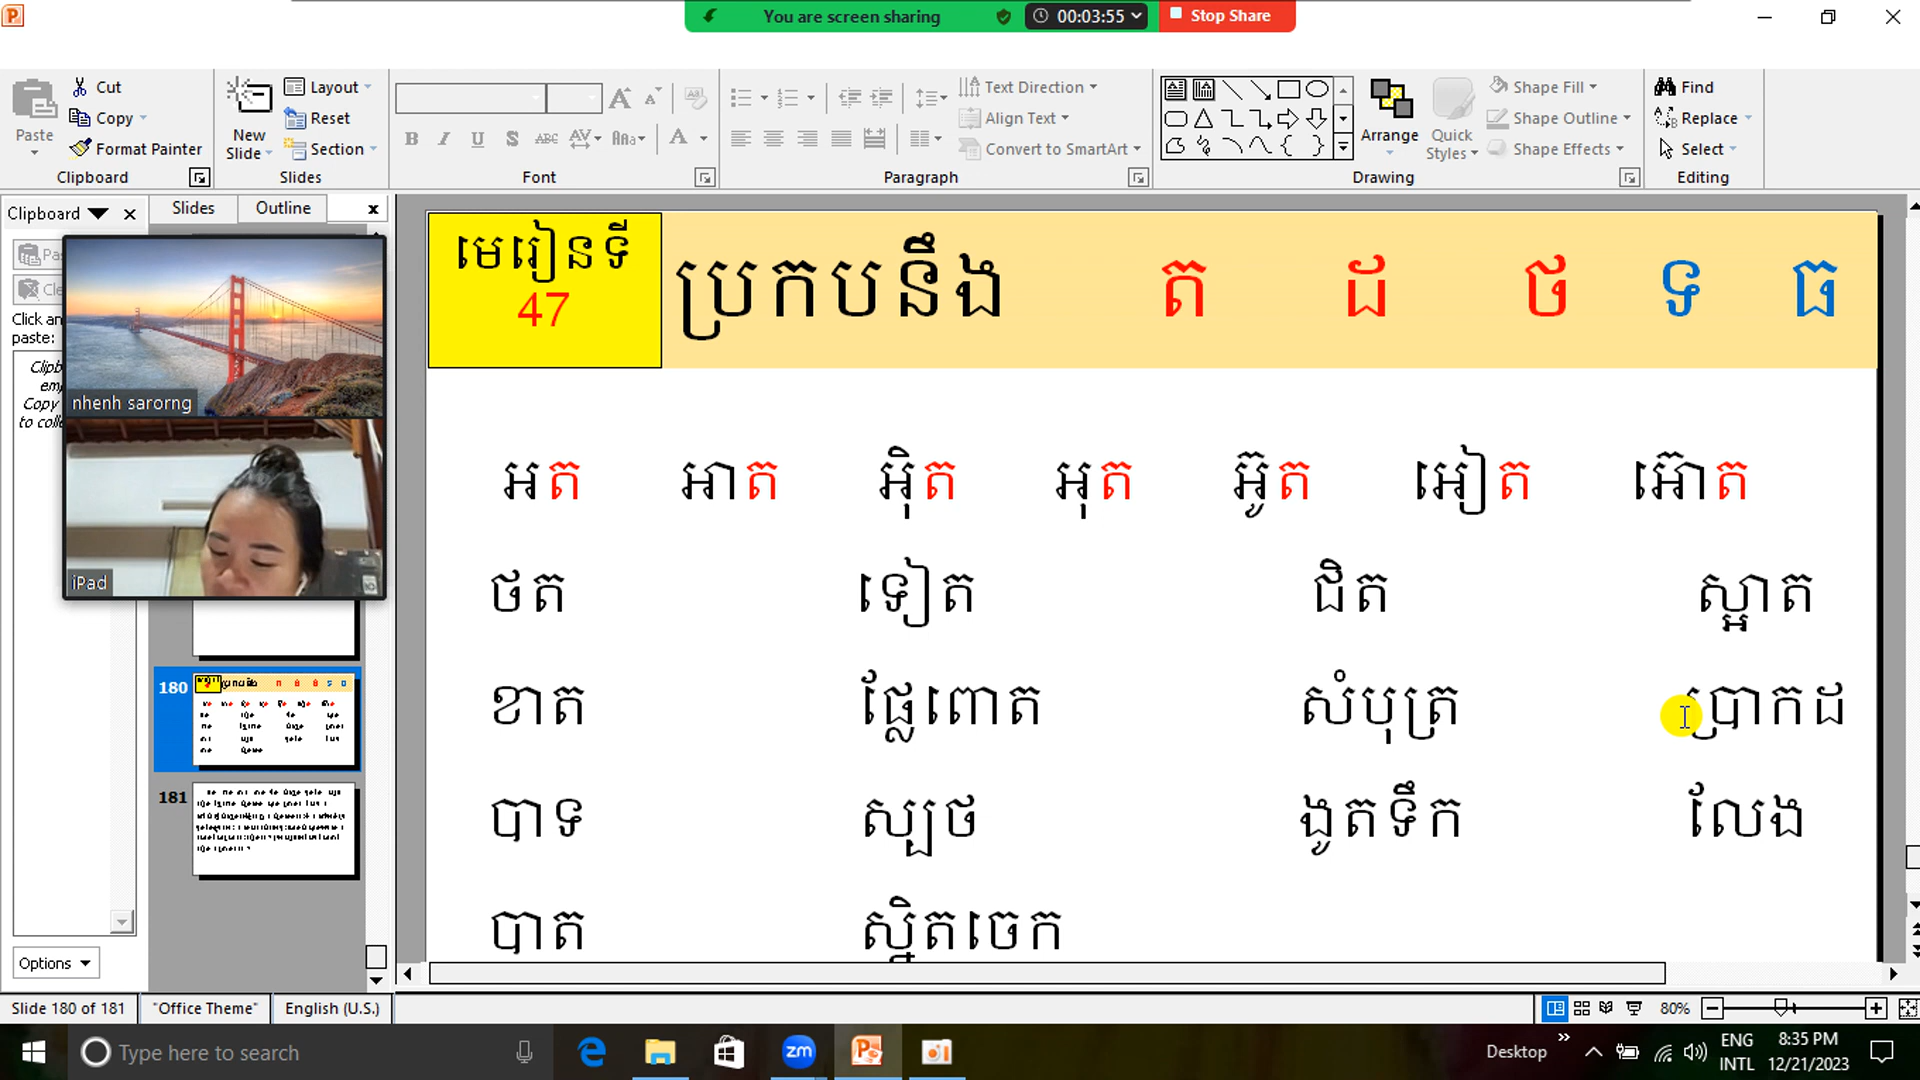 You are screen sharing
00:03:55
Stop Share
Cut
Copy
Format Painter
Paste
Clipboard
New Slide
Layout
Reset
Section
Slides
Font
Text Direction
Align Text
Convert to SmartArt
Paragraph
Arrange
Quick Styles
Shape Fill
Shape Outline
Shape Effects
Drawing
Find
Replace
Select
Editing
Clipboard
Slides
Outline
Click an
paste:
to coll
nhenh sarorng
iPad
180
181
Options
មេរៀនទី
47
ប្រកបនឹង ត ដ ថ ទ ធ
អត អាត អ៊ិត អុត អ៊ូត អៀត អ៊ោត
ថត ទៀត ជិត ស្អាត
ខាត ផ្លែពោត សំបុត្រ ប្រាកដ
បាទ ស្បថ ងូតទឹក លែង
បាត ស្និតចេក
Slide 180 of 181
"Office Theme"
English (U.S.)
80%
Type here to search
Desktop
ENG
INTL
8:35 PM
12/21/2023